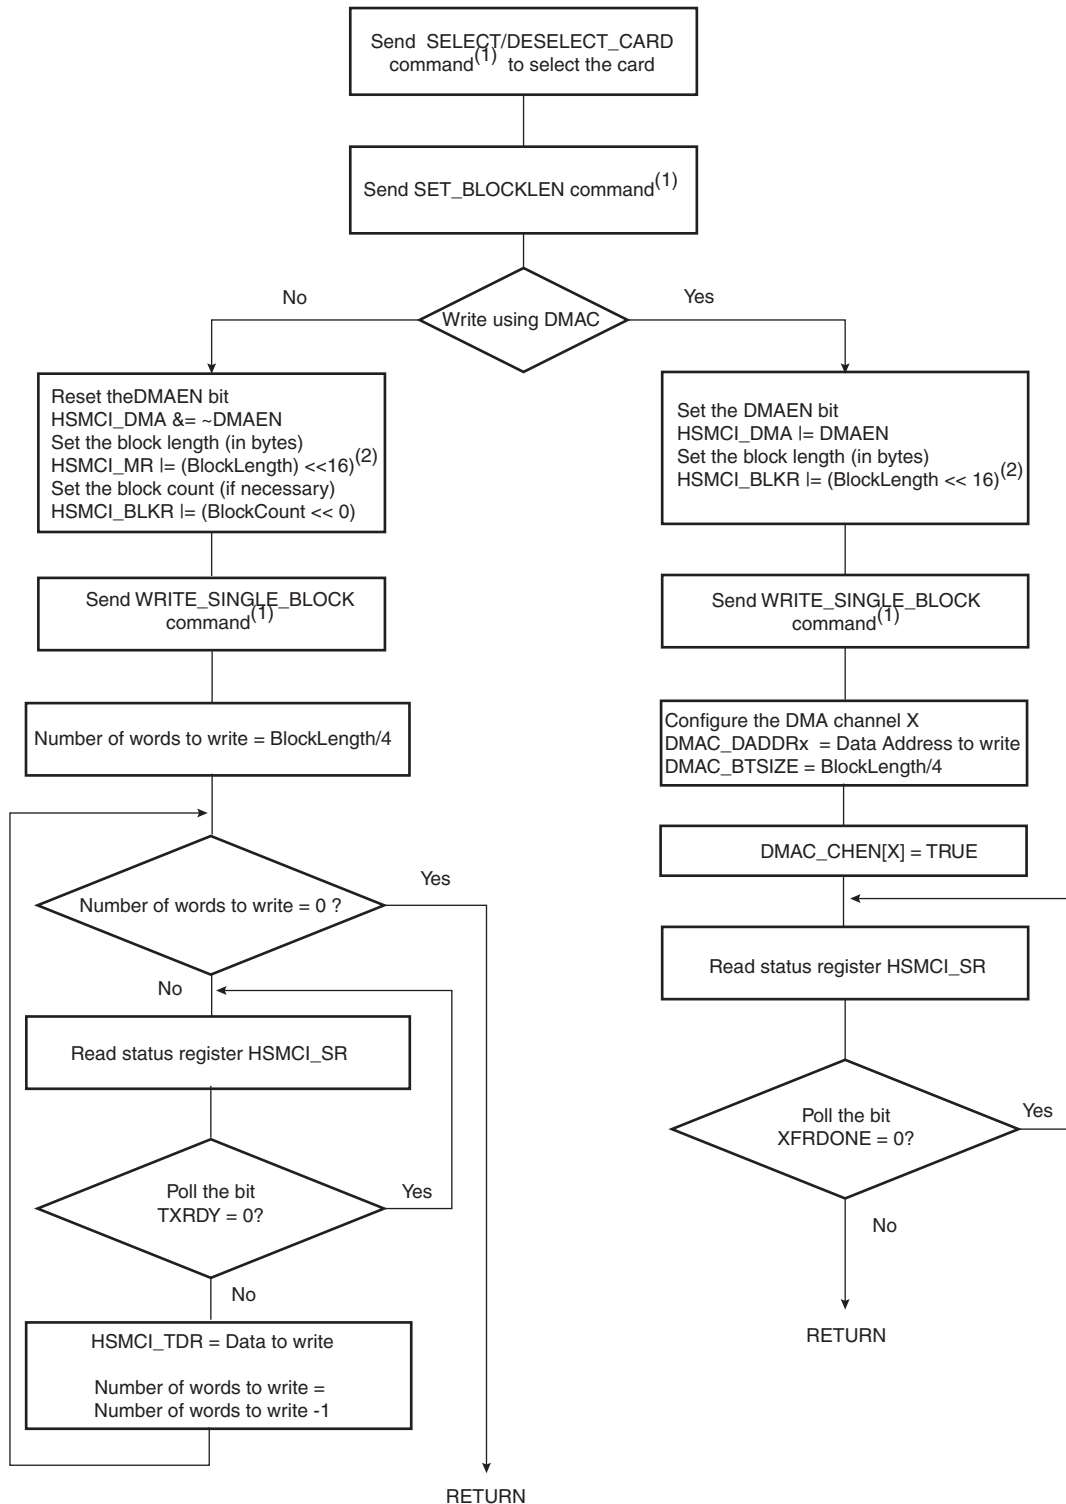 Send SELECT/DESELECT_CARD
command(1) to select the card
Send SET_BLOCKLEN command(1)
No
Yes
Write using DMAC
Reset theDMAEN bit
HSMCI_DMA &= ~DMAEN
Set the block length (in bytes)
HSMCI_MR |= (BlockLength) <<16)(2)
Set the block count (if necessary)
HSMCI_BLKR |= (BlockCount << 0)
Send WRITE_SINGLE_BLOCK
command(1)
Number of words to write = BlockLength/4
Number of words to write = 0 ?
Yes
No
Read status register HSMCI_SR
Poll the bit
TXRDY = 0?
Yes
No
HSMCI_TDR = Data to write
Number of words to write =
Number of words to write -1
RETURN
Set the DMAEN bit
HSMCI_DMA |= DMAEN
Set the block length (in bytes)
HSMCI_BLKR |= (BlockLength << 16)(2)
Send WRITE_SINGLE_BLOCK
command(1)
Configure the DMA channel X
DMAC_DADDRx = Data Address to write
DMAC_BTSIZE = BlockLength/4
DMAC_CHEN[X] = TRUE
Read status register HSMCI_SR
Poll the bit
XFRDONE = 0?
Yes
No
RETURN